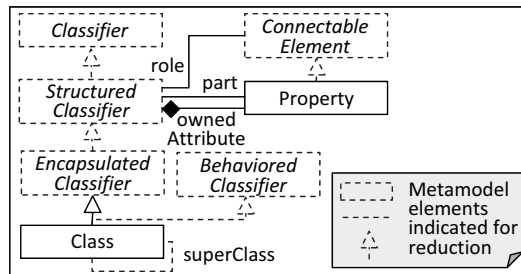 Classifier
Connectable
Element
role
part
Structured
Classifier
Property
owned
Attribute
Encapsulated
Classifier
Behaviored
Classifier
Class
superClass
Metamodel
elements
indicated for
reduction